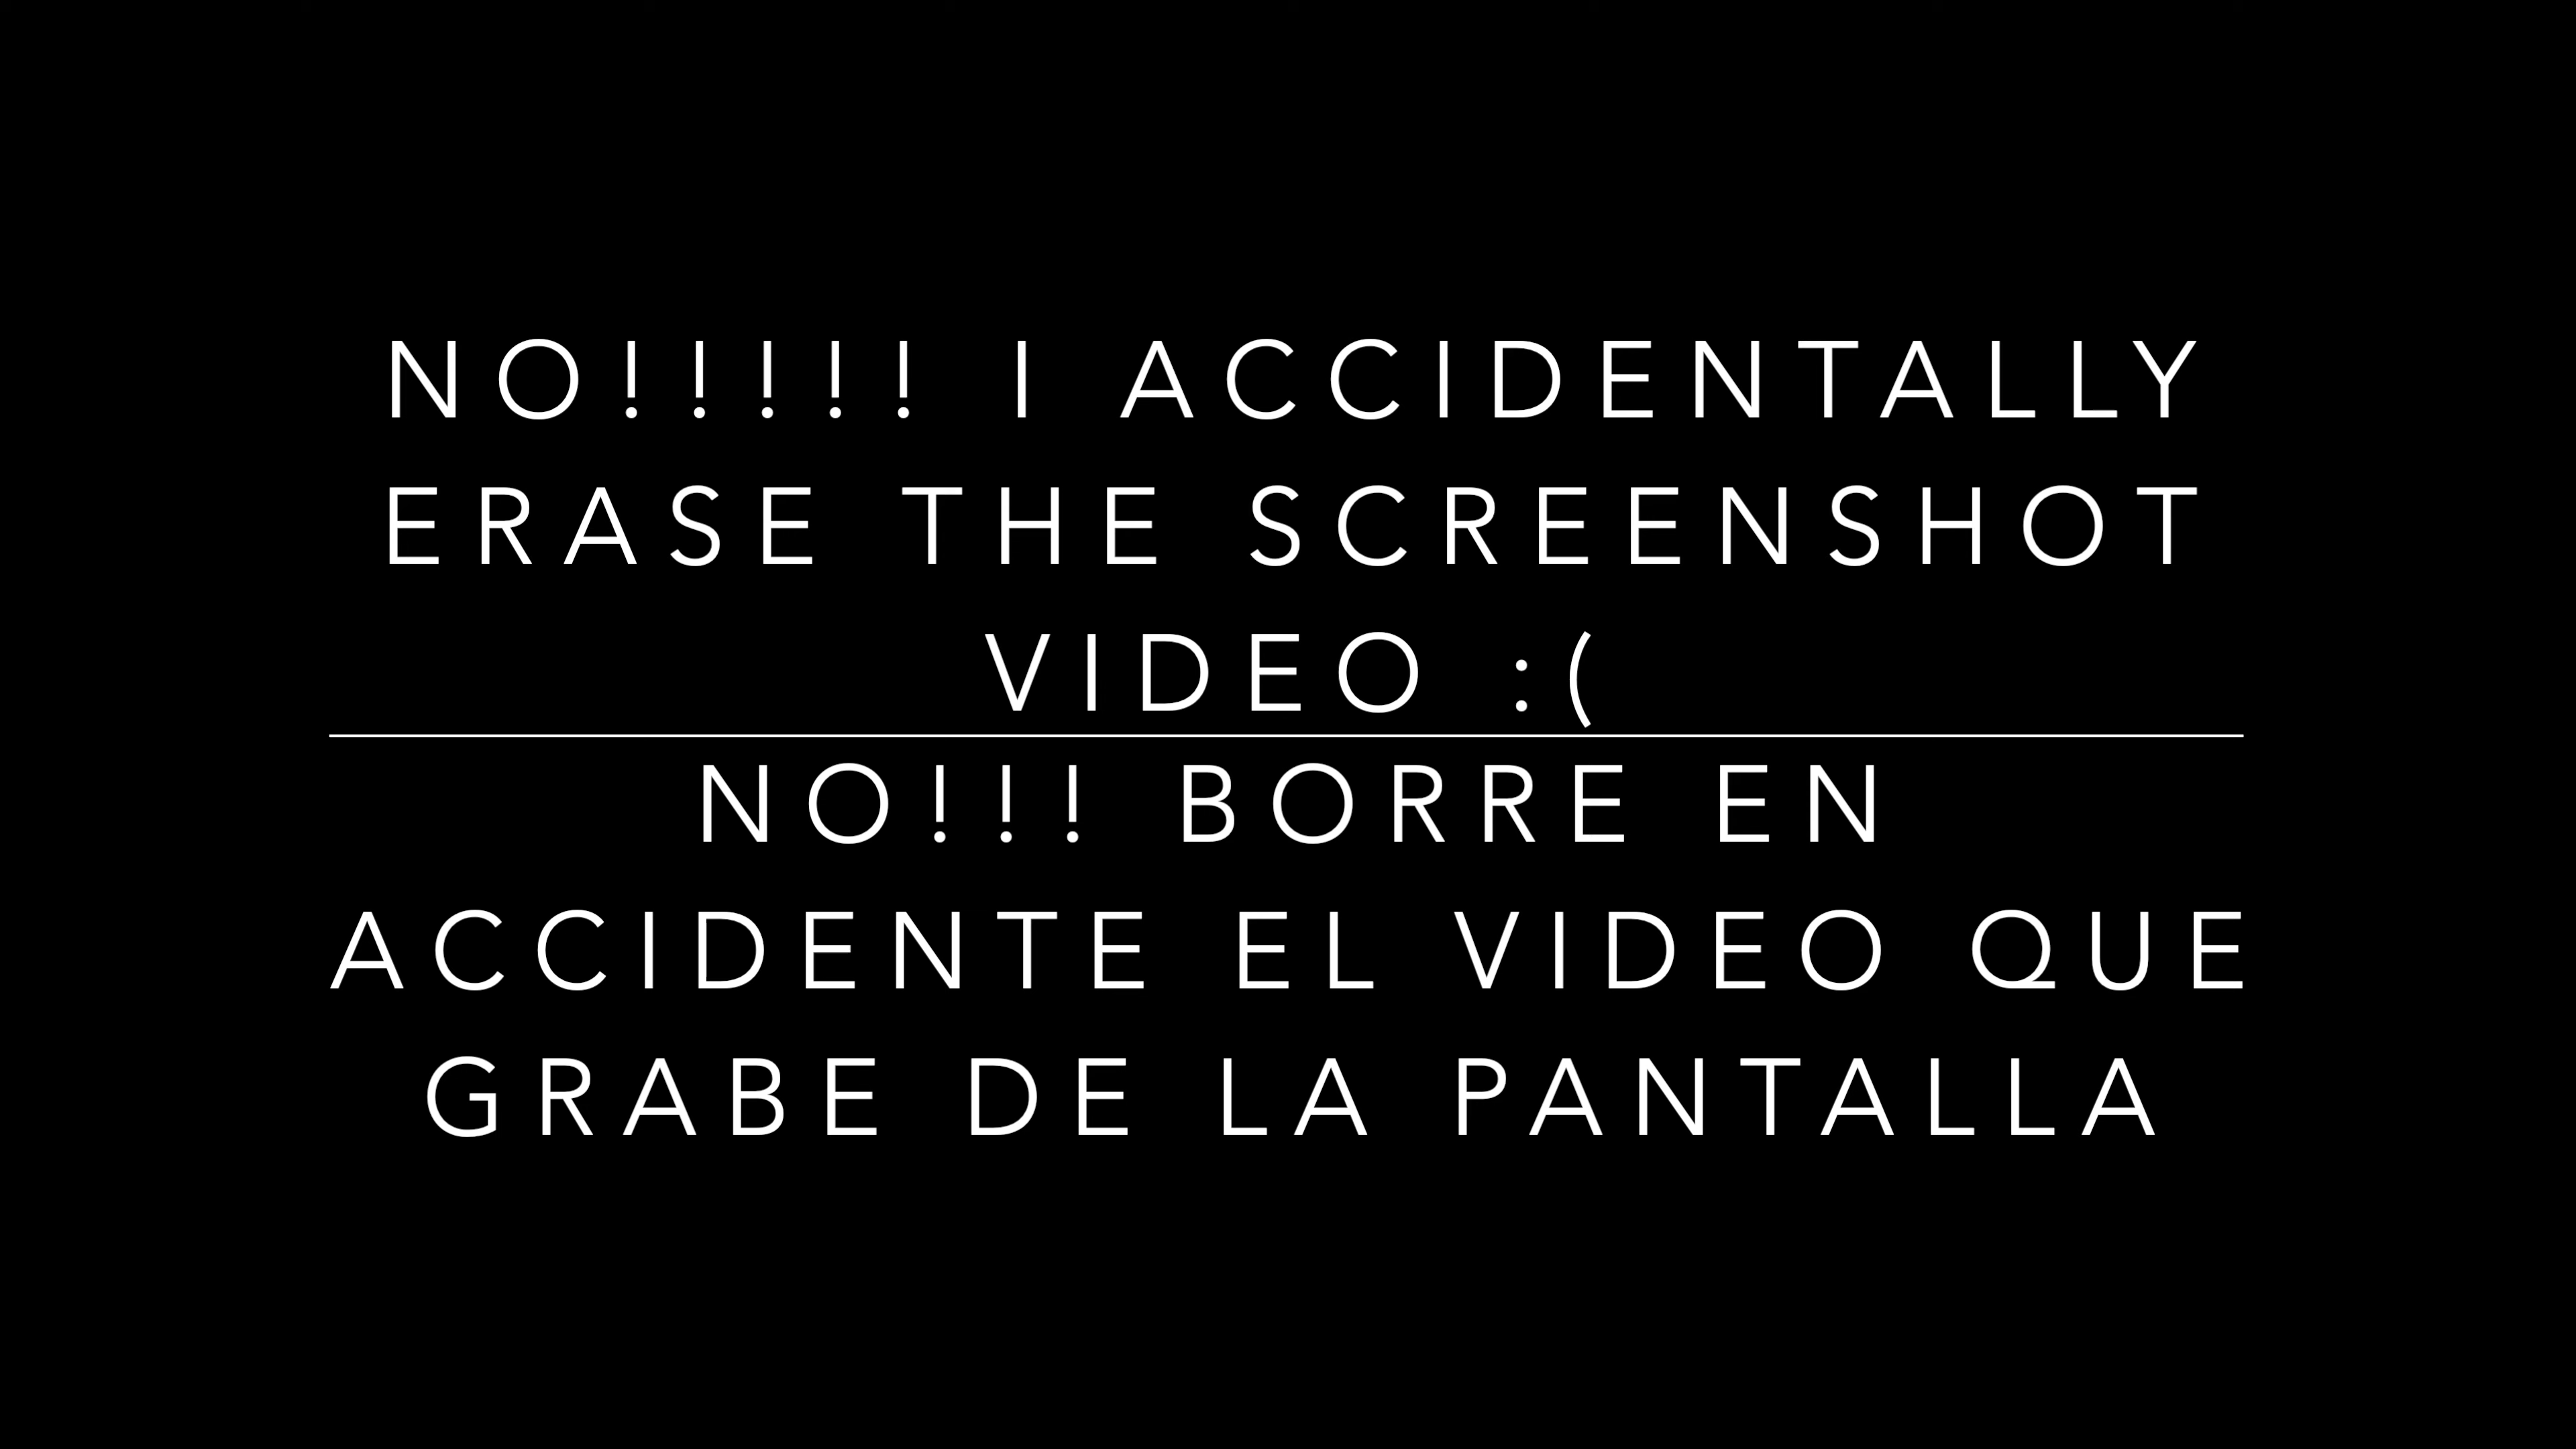 NO!!!!! I ACCIDENTALLY
ERASE THE SCREENSHOT
VIDEO :(
NO!!! BORRE EN
ACCIDENTE EL VIDEO QUE
GRABE DE LA PANTALLA